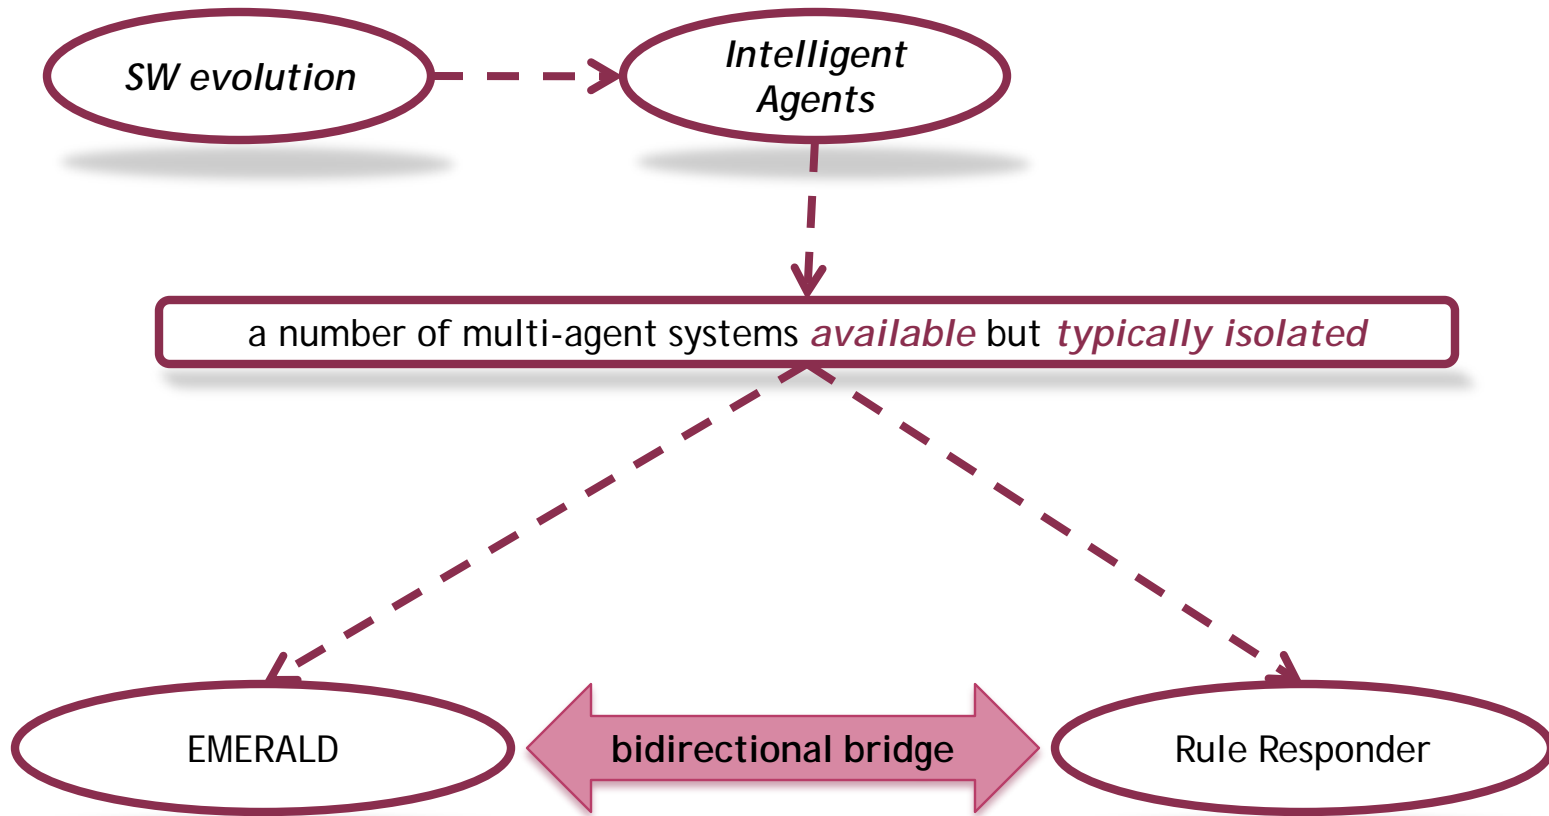 SW evolution
Intelligent
Agents
a number of multi-agent systems available but typically isolated
EMERALD
bidirectional bridge
Rule Responder